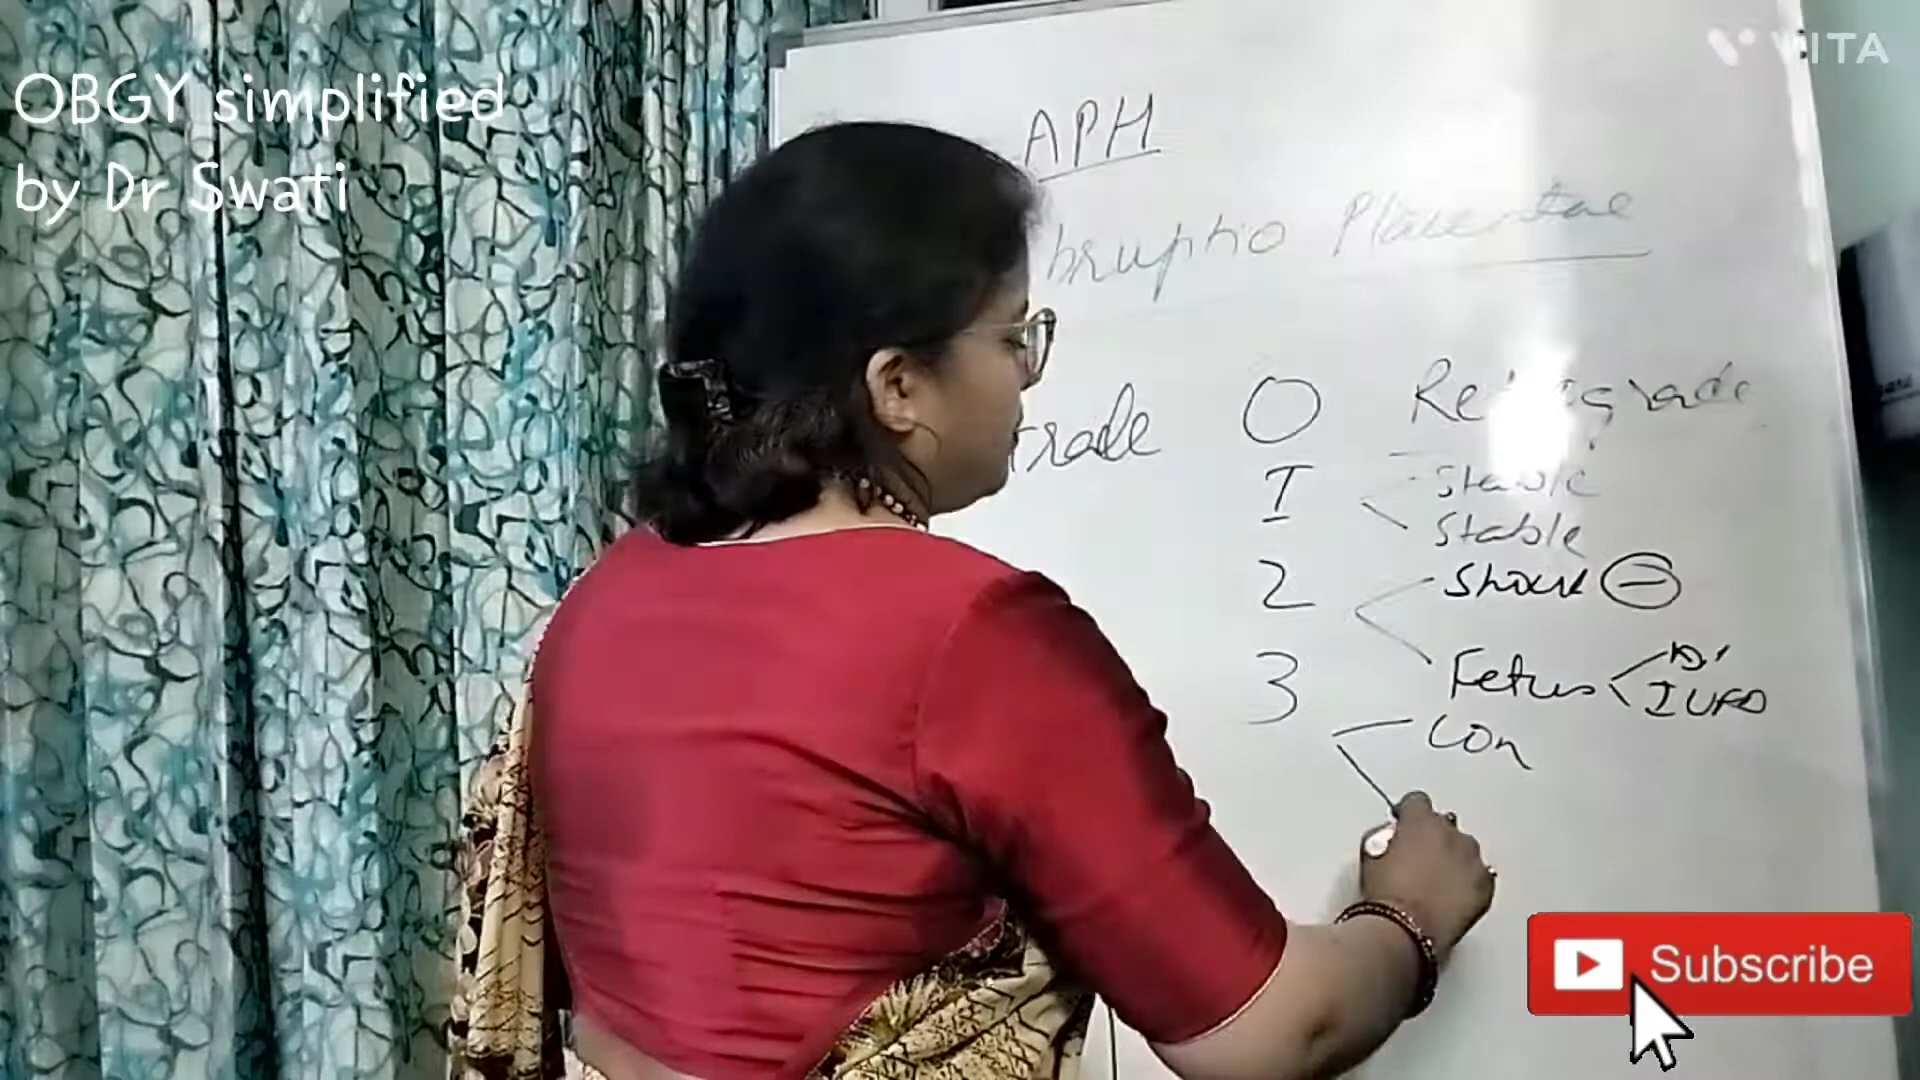 OBGY simplified
by Dr Swati
VITA
APH
bruptio Placentae
rade 0
I Stable
Stable
2 Shock -
Fetus
IUFD
3 Con
Subscribe